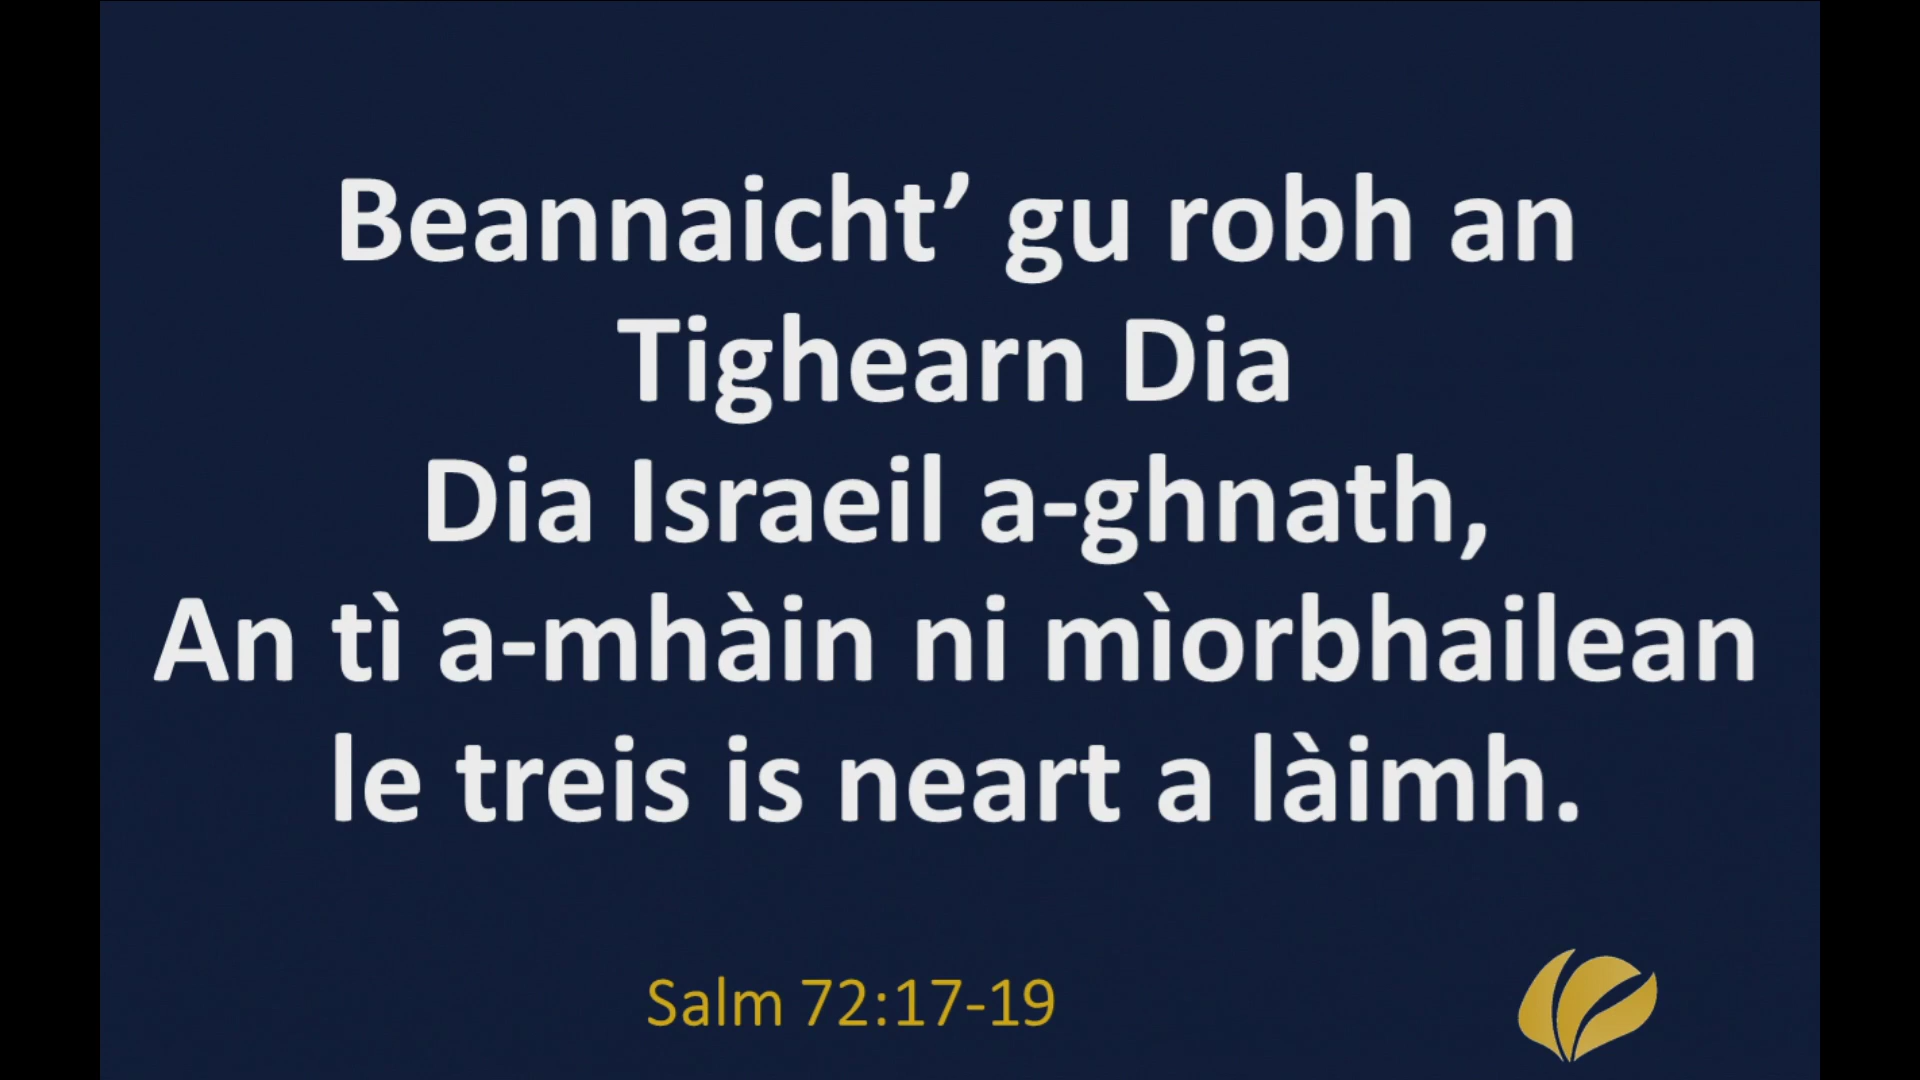 Beannaicht’ gu robh an
Tighearn Dia
Dia Israeil a-ghnath,
An tì a-mhàin ni mìorbhailean
le treis is neart a làimh.
Salm 72:17-19